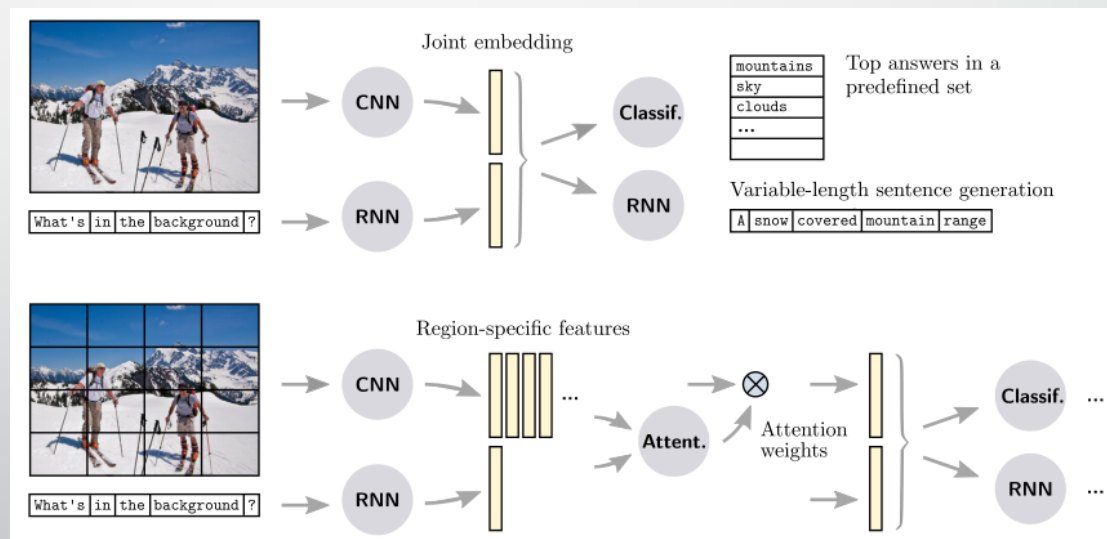 Joint embedding
CNN
Classif.
mountains
sky
clouds
...
Top answers in a
predefined set
What's in the background ?
RNN
RNN
Variable-length sentence generation
A snow covered mountain range
Region-specific features
CNN
...
Attent.
Attention
weights
Classif. ...
What's in the background ?
RNN
RNN ...